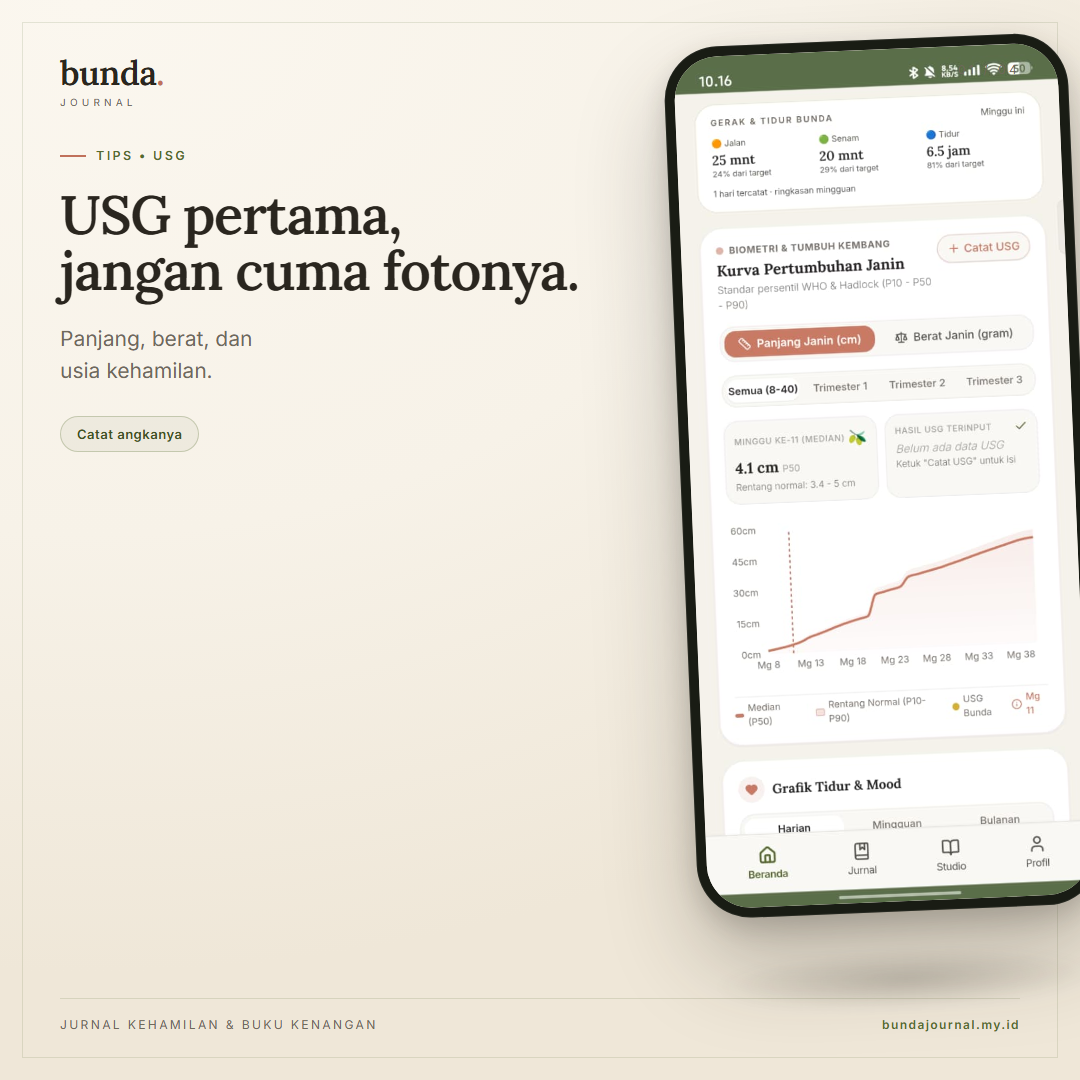 bunda.
JOURNAL
TIPS • USG
USG pertama,
jangan cuma fotonya.
Panjang, berat, dan
usia kehamilan.
Catat angkanya
10.16
8,54
KB/S
GERAK & TIDUR BUNDA
Minggu ini
Jalan
Senam
Tidur
25 mnt
20 mnt
6.5 jam
24% dari target
29% dari target
81% dari target
1 hari tercatat · ringkasan mingguan
BIOMETRI & TUMBUH KEMBANG
+ Catat USG
Kurva Pertumbuhan Janin
Standar persentil WHO & Hadlock (P10 - P50
- P90)
Panjang Janin (cm)
Berat Janin (gram)
Semua (8-40)
Trimester 1
Trimester 2
Trimester 3
MINGGU KE-11 (MEDIAN)
4.1 cm P50
Rentang normal: 3.4 - 5 cm
HASIL USG TERINPUT
Belum ada data USG
Ketuk "Catat USG" untuk isi
60cm
45cm
30cm
15cm
0cm
Mg 8
Mg 13
Mg 18
Mg 23
Mg 28
Mg 33
Mg 38
Median
(P50)
Rentang Normal (P10-
P90)
USG
Bunda
Mg
11
Grafik Tidur & Mood
Harian
Mingguan
Bulanan
Beranda
Jurnal
Studio
Profil
JURNAL KEHAMILAN & BUKU KENANGAN
bundajournal.my.id